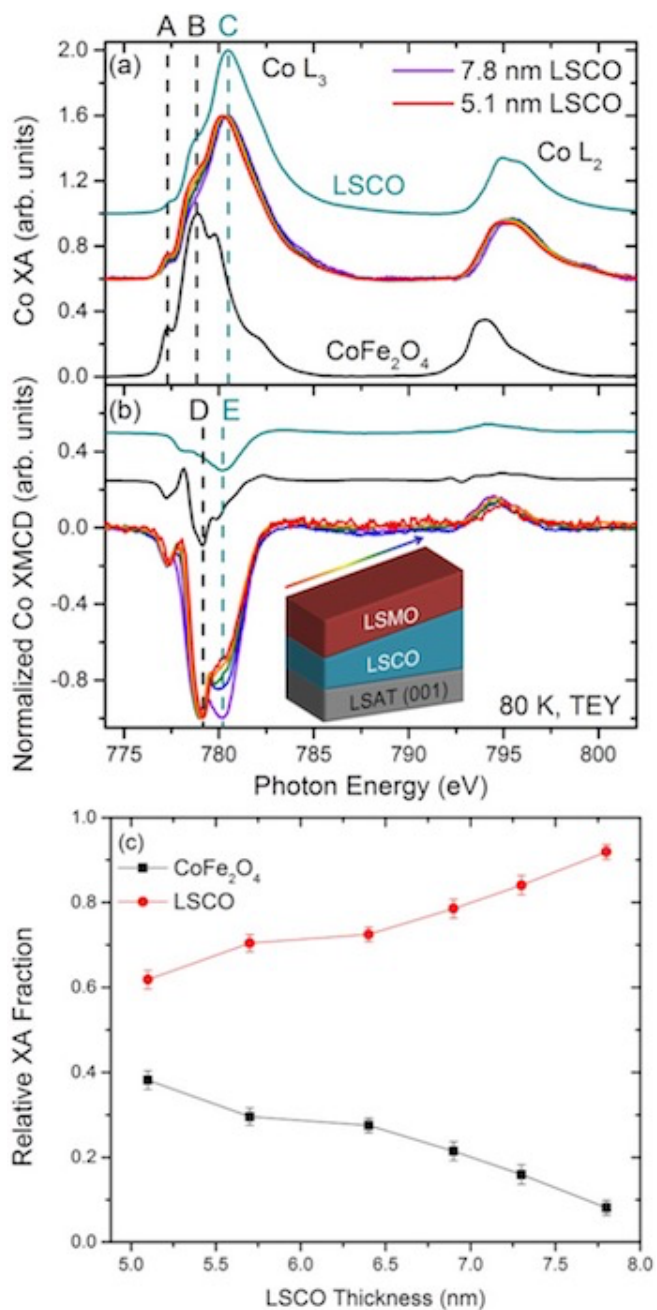 A B C
(a)
Co L₃
7.8 nm LSCO
5.1 nm LSCO
LSCO
Co L₂
CoFe₂O₄
Co XA (arb. units)
2.0
1.6
1.2
0.8
0.4
0.0
(b)
D E
Normalized Co XMCD (arb. units)
0.4
0.0
-0.4
-0.8
LSMO
LSCO
LSAT (001)
80 K, TEY
775 780 785 790 795 800
Photon Energy (eV)
(c)
CoFe₂O₄
LSCO
Relative XA Fraction
1.0
0.8
0.6
0.4
0.2
0.0
5.0 5.5 6.0 6.5 7.0 7.5 8.0
LSCO Thickness (nm)